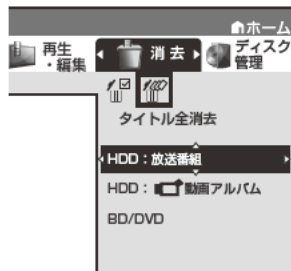 ホーム
再生
・編集
消去
ディスク
管理
タイトル全消去
HDD：放送番組
HDD：動画アルバム
BD/DVD